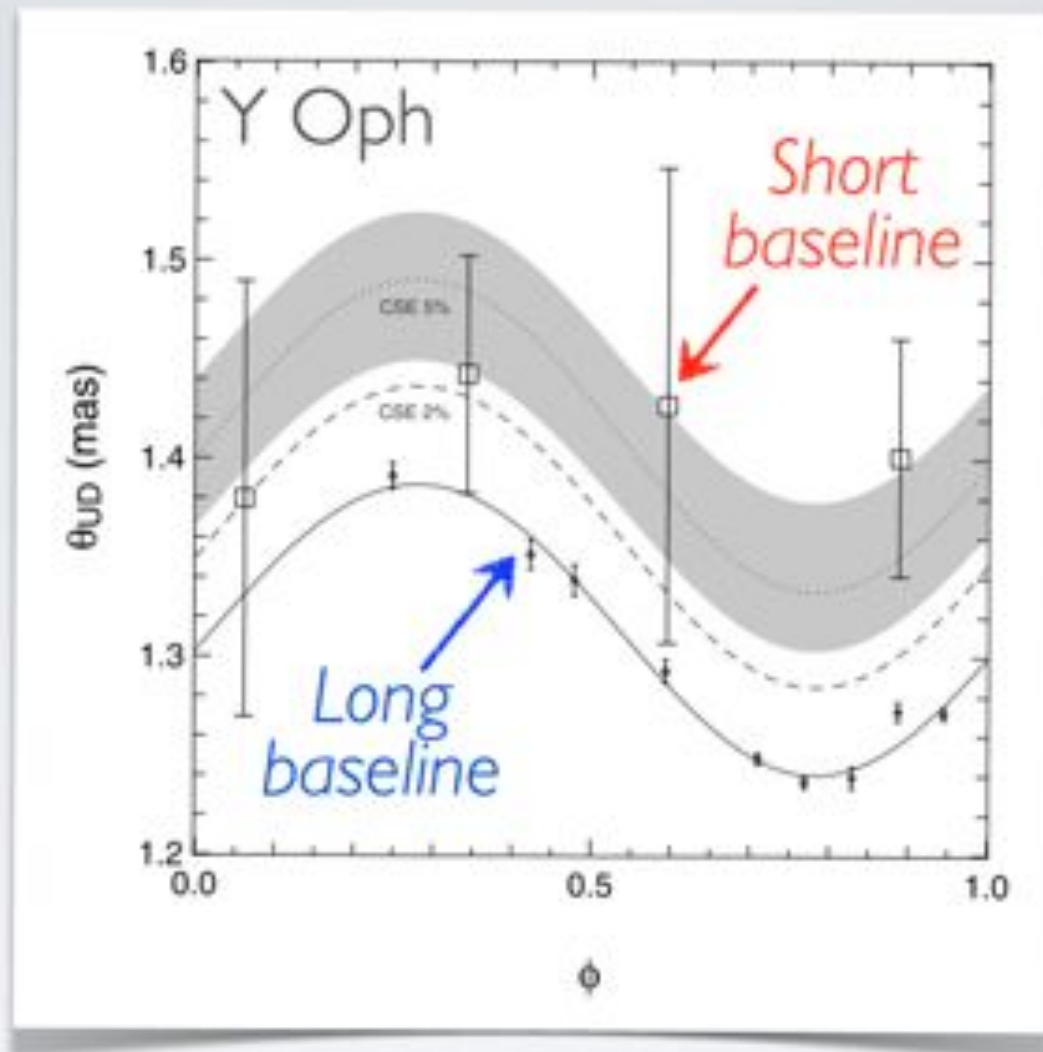 Y Oph
Short
baseline
CSE 5%
CSE 2%
Long
baseline
θUD (mas)
1.6
1.5
1.4
1.3
1.2
0.0
0.5
1.0
ϕ